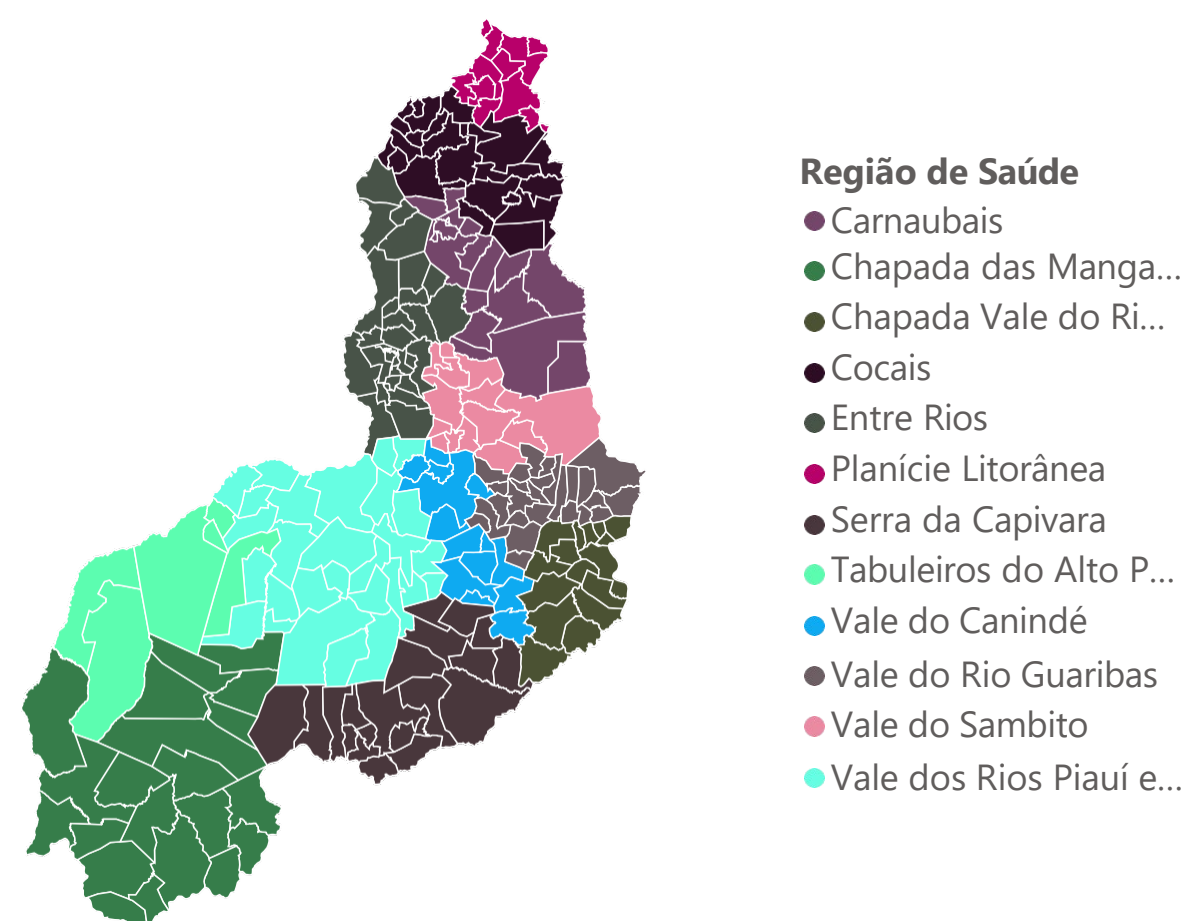 Região de Saúde
Carnaubais
Chapada das Manga...
Chapada Vale do Ri...
Cocais
Entre Rios
Planície Litorânea
Serra da Capivara
Tabuleiros do Alto P...
Vale do Canindé
Vale do Rio Guaribas
Vale do Sambito
Vale dos Rios Piauí e...